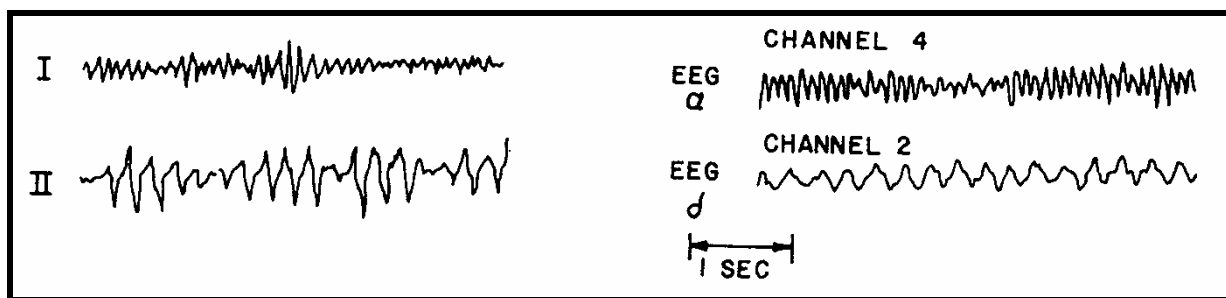 I
II
CHANNEL 4
EEG
α
CHANNEL 2
EEG
d
1 SEC